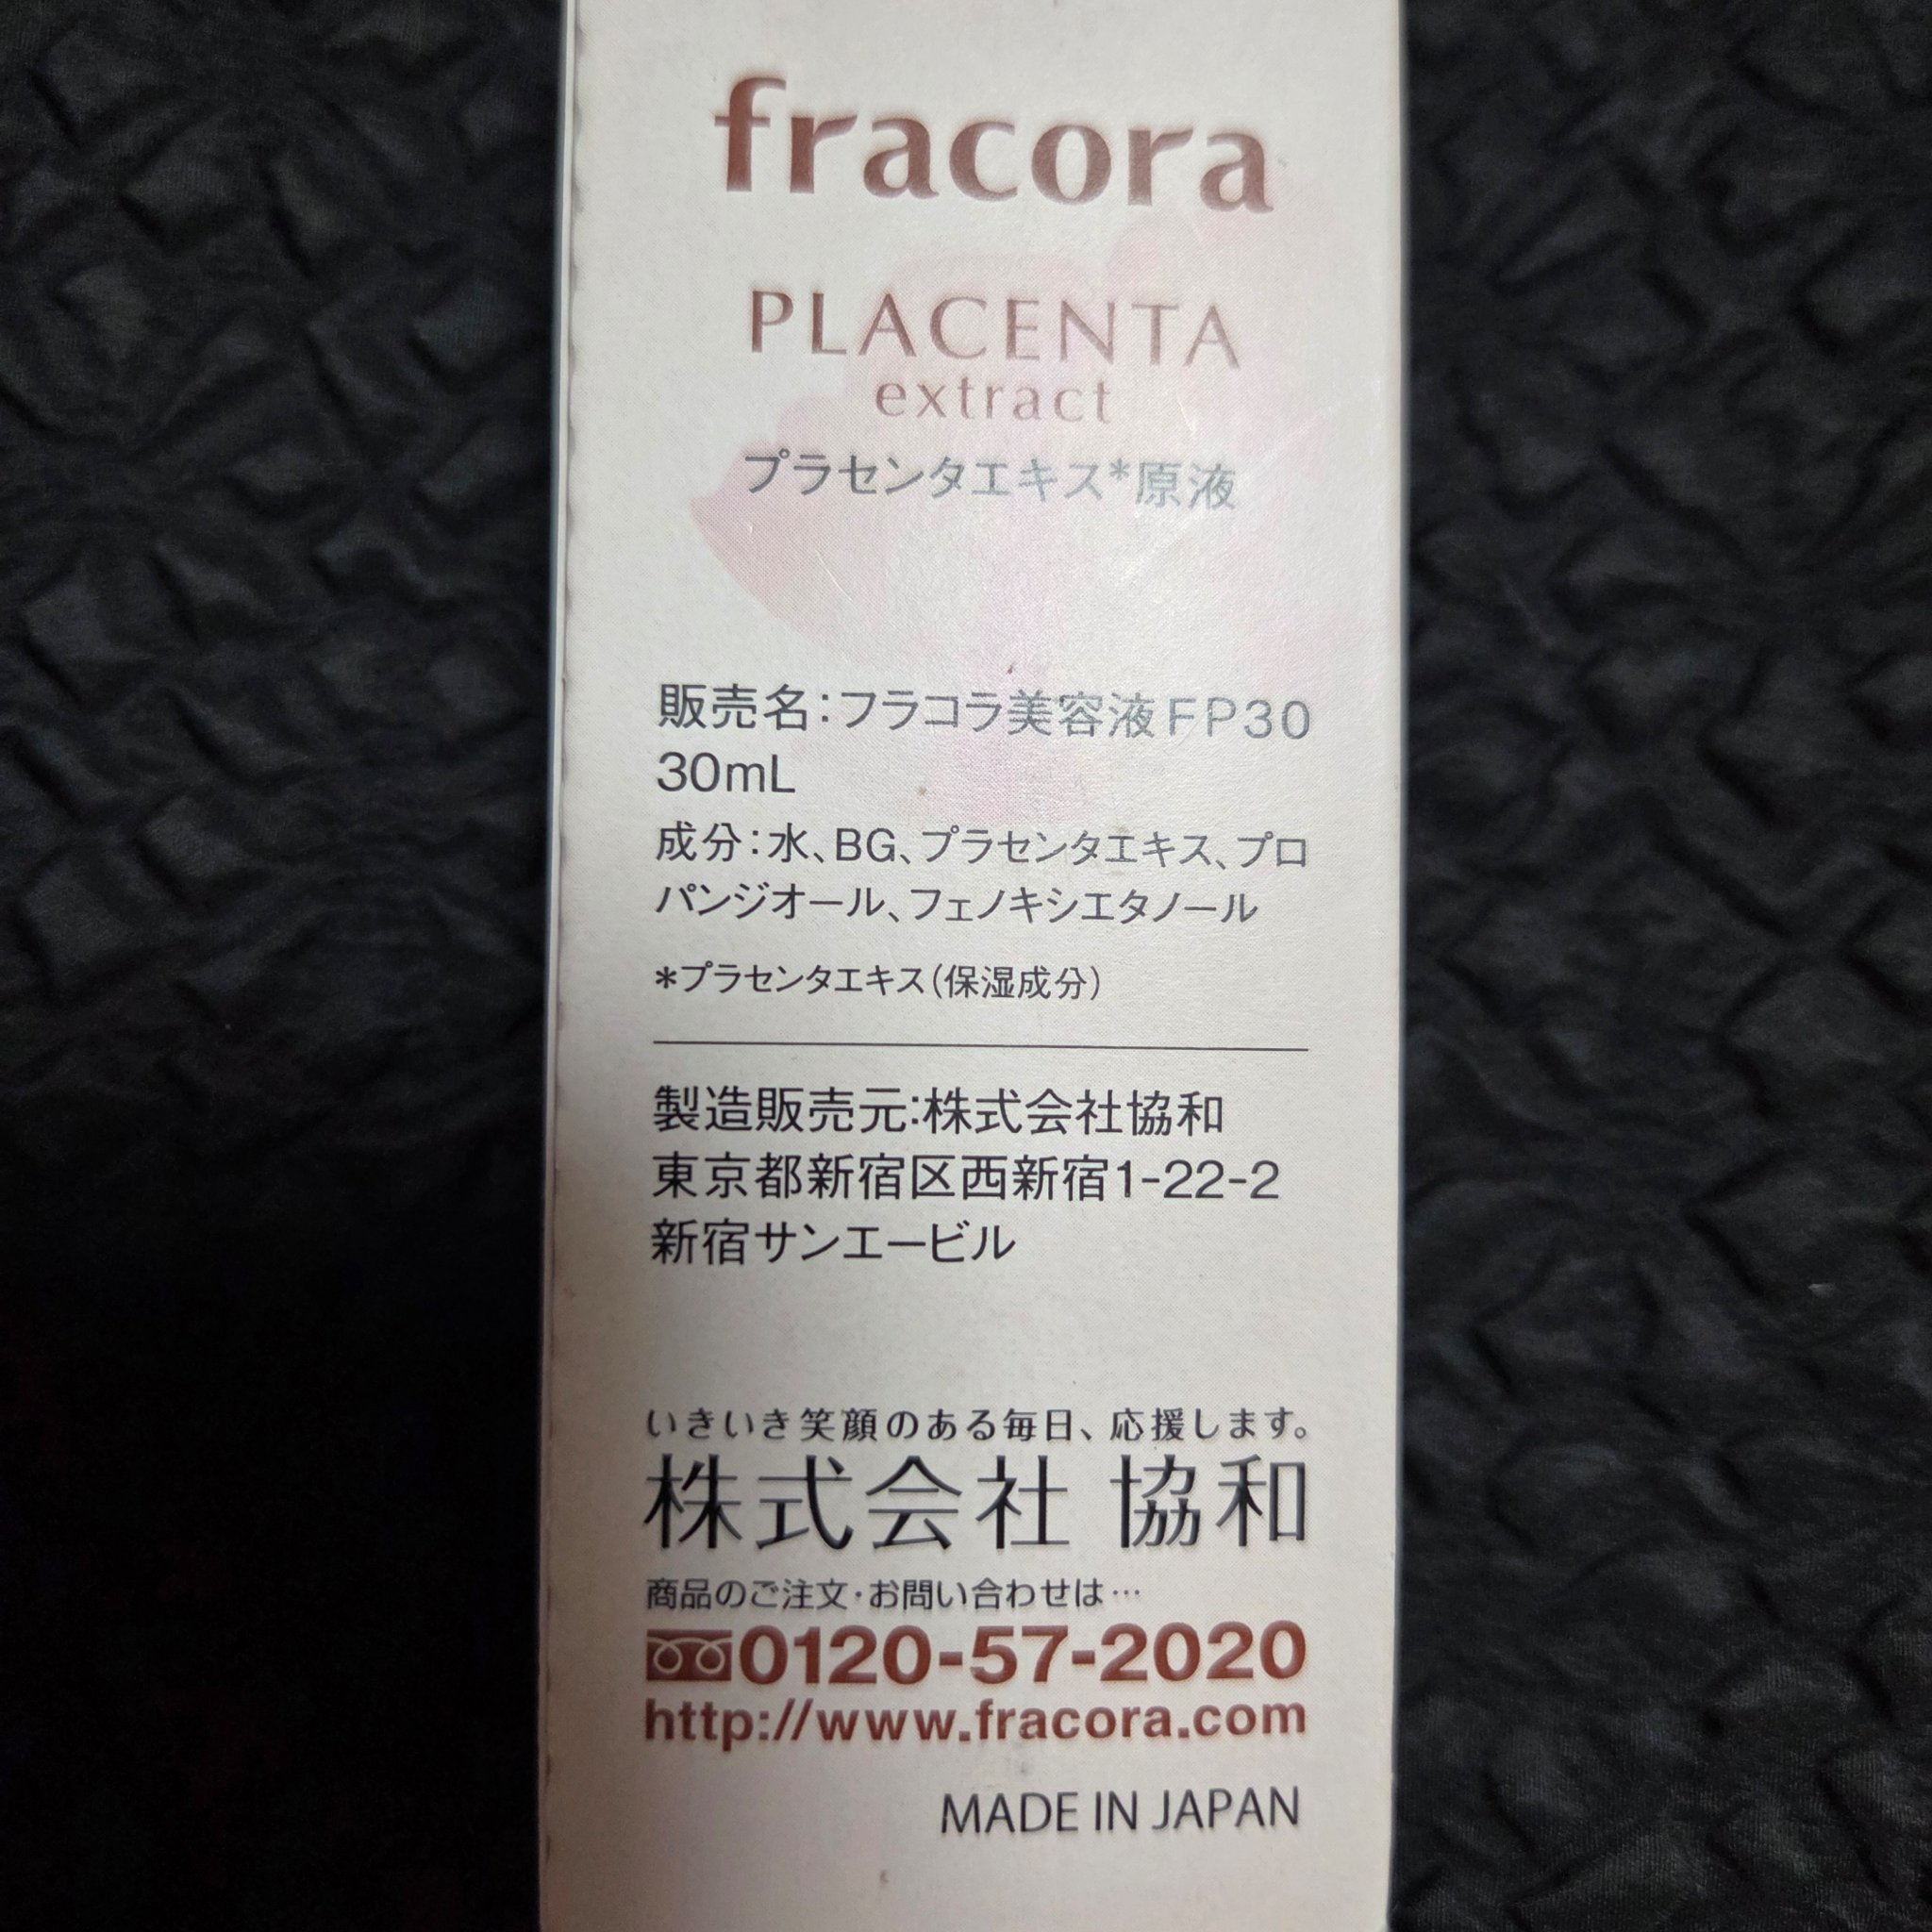 fracora
PLACENTA
extract
プラセンタエキス*原液
販売名:フラコラ美容液FP30
30mL
成分:水、BG、プラセンタエキス、プロ
パンジオール、フェノキシエタノール
*プラセンタエキス(保湿成分)
製造販売元:株式会社協和
東京都新宿区西新宿1-22-2
新宿サンエービル
いきいき笑顔のある毎日、応援します。
株式会社 協和
商品のご注文・お問い合わせは…
0120-57-2020
http://www.fracora.com
MADE IN JAPAN